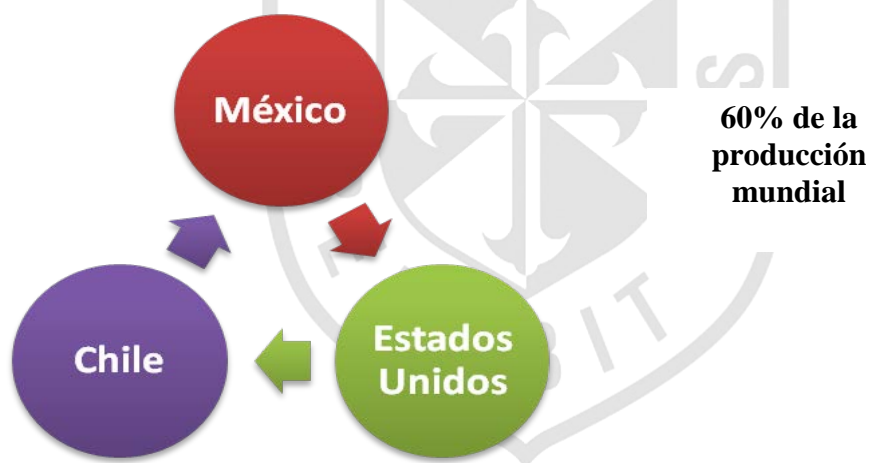 México
60% de la
producción
mundial
Chile
Estados
Unidos